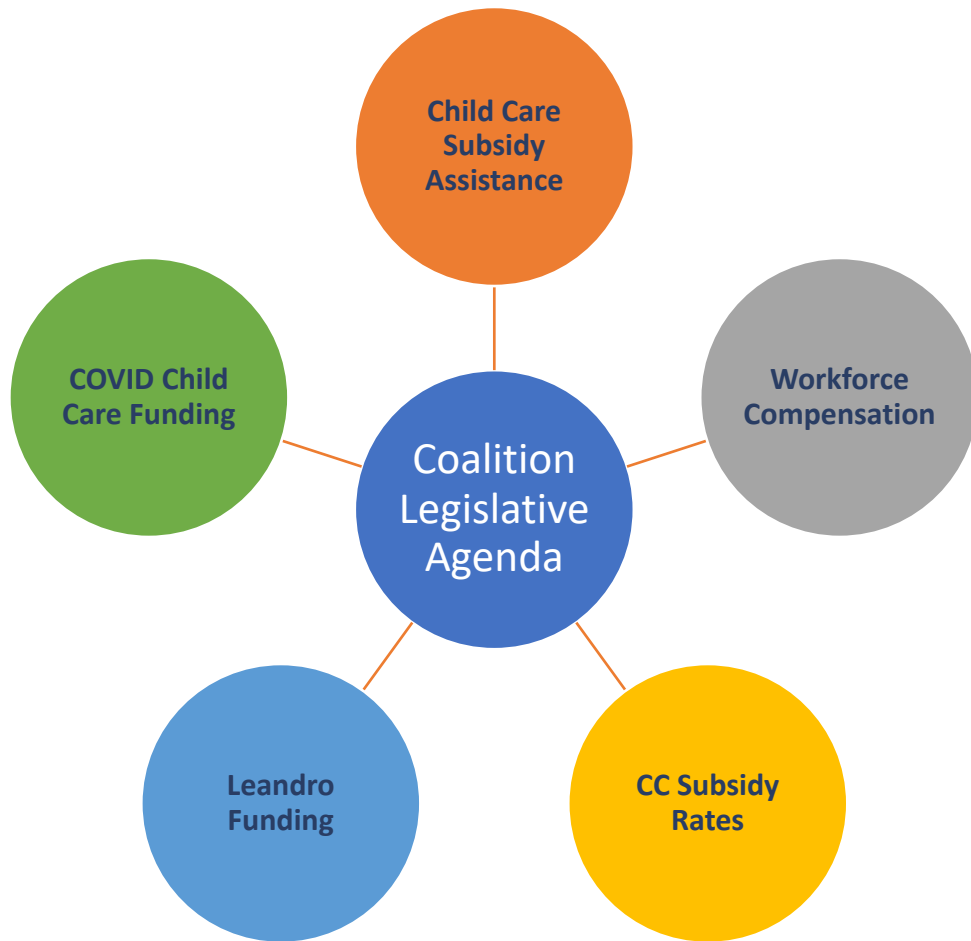 Child Care
Subsidy
Assistance
COVID Child
Care Funding
Workforce
Compensation
Coalition
Legislative
Agenda
Leandro
Funding
CC Subsidy
Rates